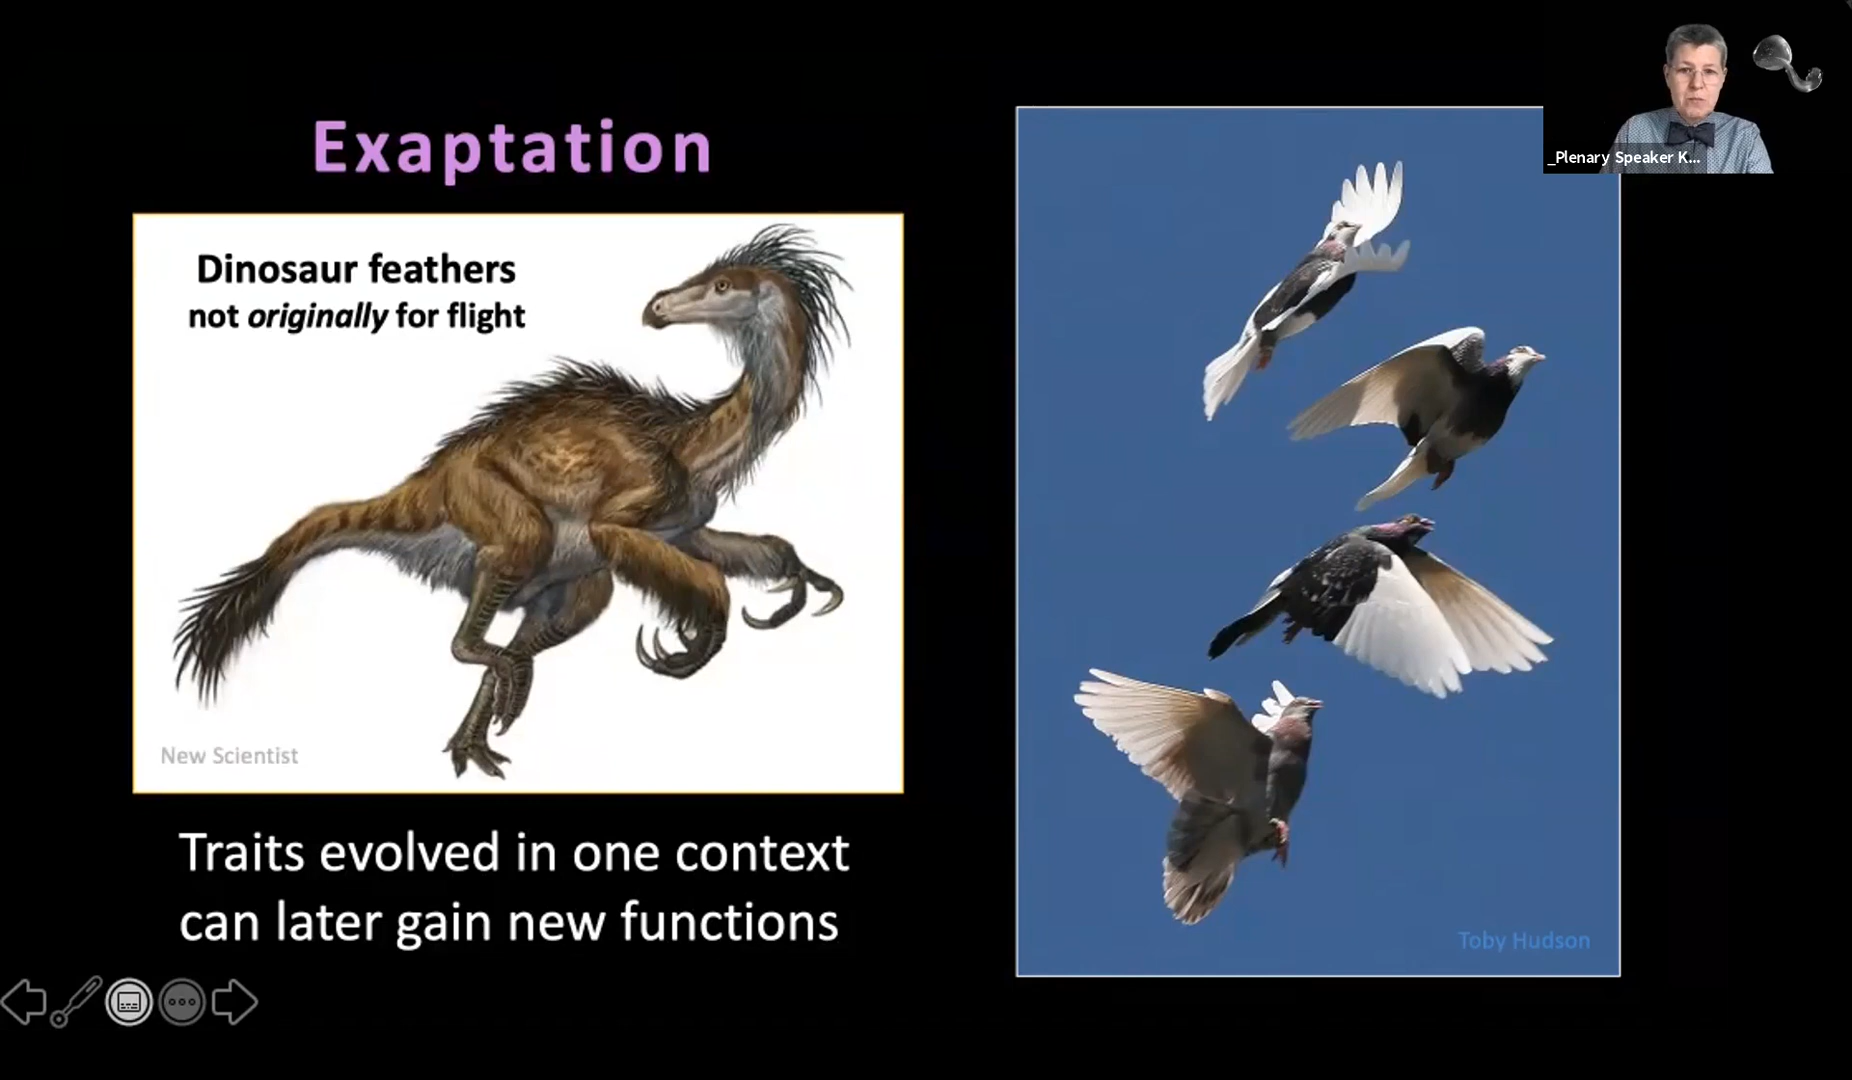 Exaptation
Dinosaur feathers
not originally for flight
New Scientist
Traits evolved in one context
can later gain new functions
Toby Hudson
_Plenary Speaker K...